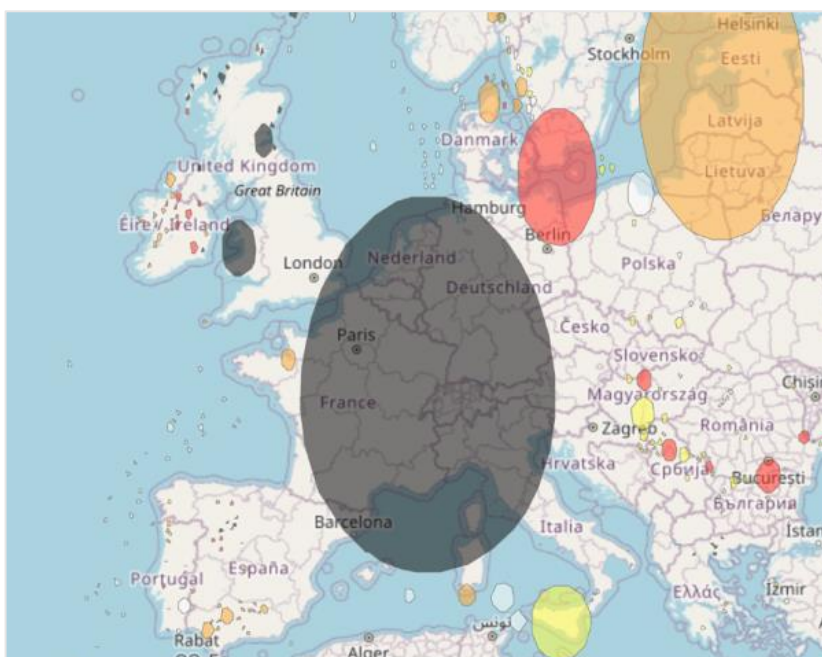 Helsinki
Stockholm
Eesti
Latvija
Danmark
United Kingdom
Lietuva
Great Britain
Hamburg
Беларусь
Éire / Ireland
Berlin
London
Nederland
Polska
Deutschland
Česko
Paris
Slovensko
France
Magyarország
Chiși
România
Zagreb
Hrvatska
Србија
București
България
Barcelona
Italia
İstan
Portugal
España
Ελλάς
İzmir
تونس
Rabat
Alger